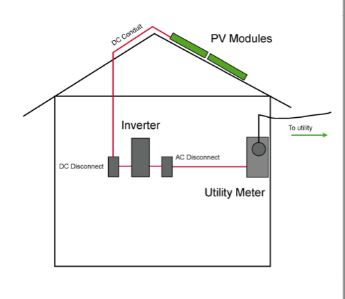 DC Conduit
PV Modules
To utility
Inverter
DC Disconnect
AC Disconnect
Utility Meter